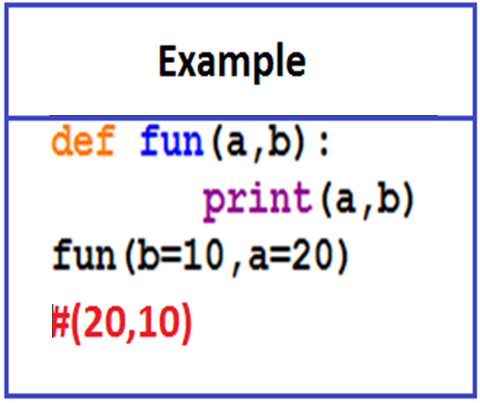 Example
def fun(a,b):
print(a,b)
fun(b=10,a=20)
#(20,10)